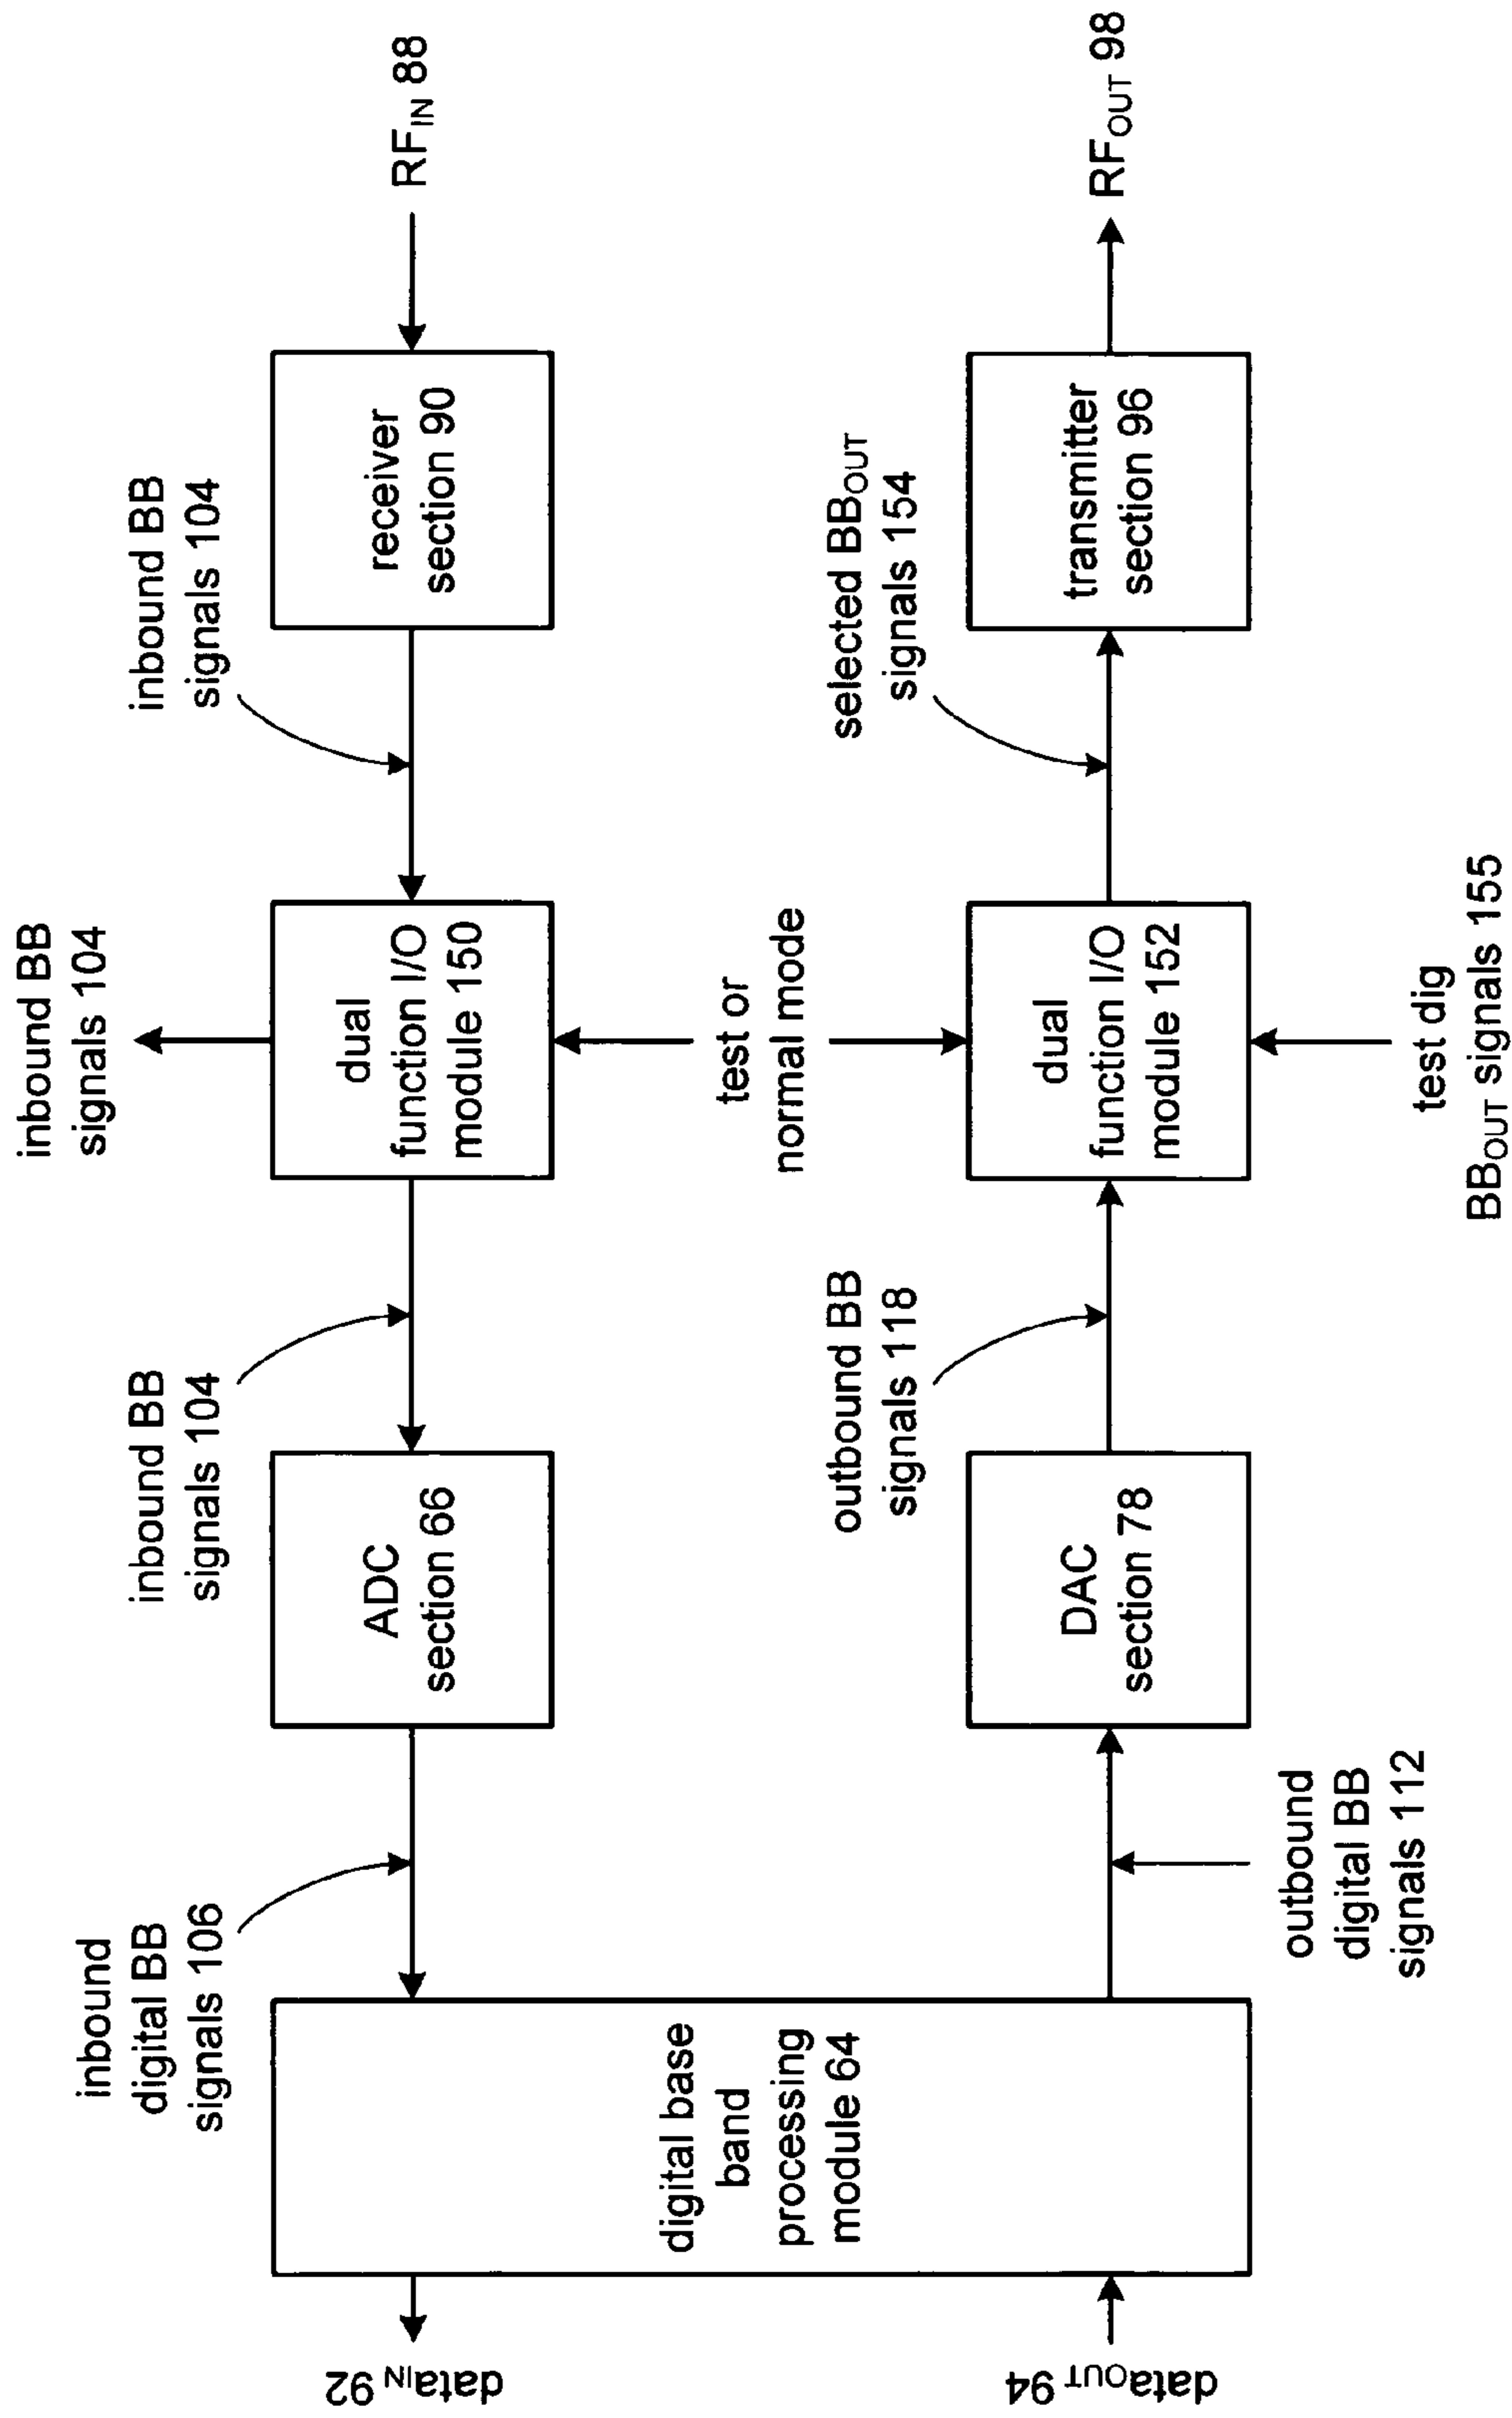 inbound BB
signals 104
inbound
digital BB
signals 106
inbound BB
signals 104
inbound BB
signals 104
RF_IN 88
data_IN 92
ADC
section 66
dual
function I/O
module 150
receiver
section 90
digital base
band
processing
module 64
test or
normal mode
outbound BB
signals 118
selected BB_OUT
signals 154
data_OUT 94
DAC
section 78
dual
function I/O
module 152
transmitter
section 96
RF_OUT 98
outbound
digital BB
signals 112
test dig
BB_OUT signals 155